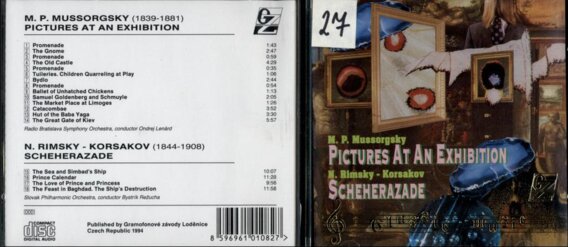 M. P. MUSSORGSKY (1839-1881)
PICTURES AT AN EXHIBITION
Promenade 1:43
The Gnome 2:47
Promenade 0:59
The Old Castle 4:29
Promenade 0:35
Tuileries. Children Quarreling at Play 1:06
Bydlo 2:44
Promenade 0:54
Ballet of Unhatched Chickens 1:13
Samuel Goldenberg and Schmuyle 2:05
The Market Place at Limoges 1:26
Catacombae 3:52
Hut of the Baba Yaga 3:30
The Great Gate of Kiev 5:57
Radio Bratislava Symphony Orchestra, conductor Ondrej Lenárd
N. RIMSKY - KORSAKOV (1844-1908)
SCHEHERAZADE
The Sea and Simbad's Ship 10:07
Prince Calendar 11:28
The Love of Prince and Princess 9:56
The Feast in Baghdad. The Ship's Destruction 11:58
Slovak Philharmonic Orchestra, conductor Bystrík Režucha
COMPACT
disc
DIGITAL AUDIO
Published by Gramofonové závody Loděnice
Czech Republic 1994
8 596961 010827
GZ
27
M. P. Mussorgsky
PICTURES AT AN EXHIBITION
N. Rimsky - Korsakov
SCHEHERAZADE
GZ